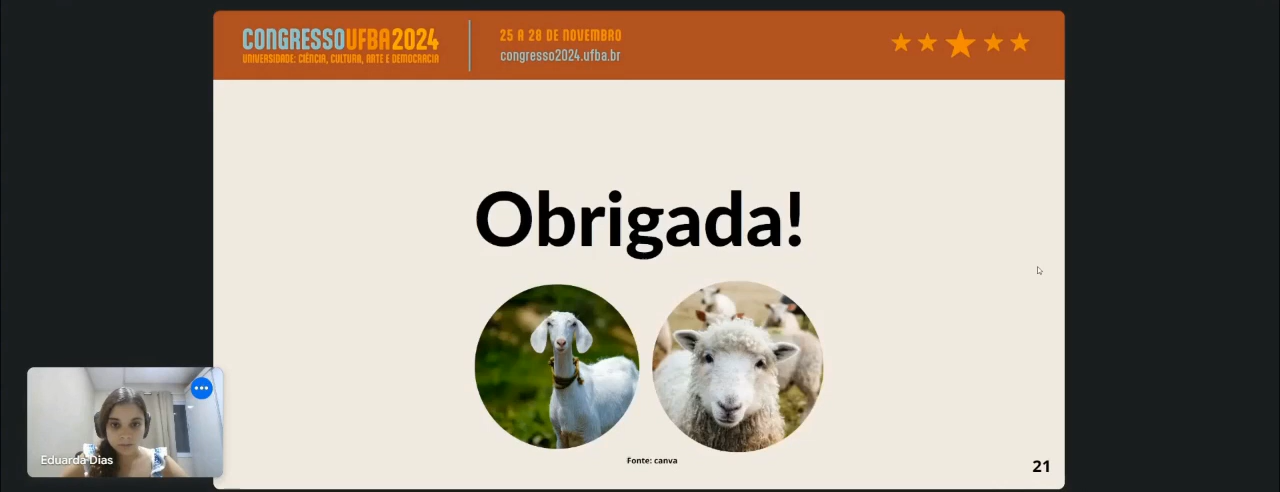 CONGRESSOUFBA2024
UNIVERSIDADE: CIÊNCIA, CULTURA, ARTE E DEMOCRACIA
25 A 28 DE NOVEMBRO
congresso2024.ufba.br
Obrigada!
Fonte: canva
21
Eduarda Dias